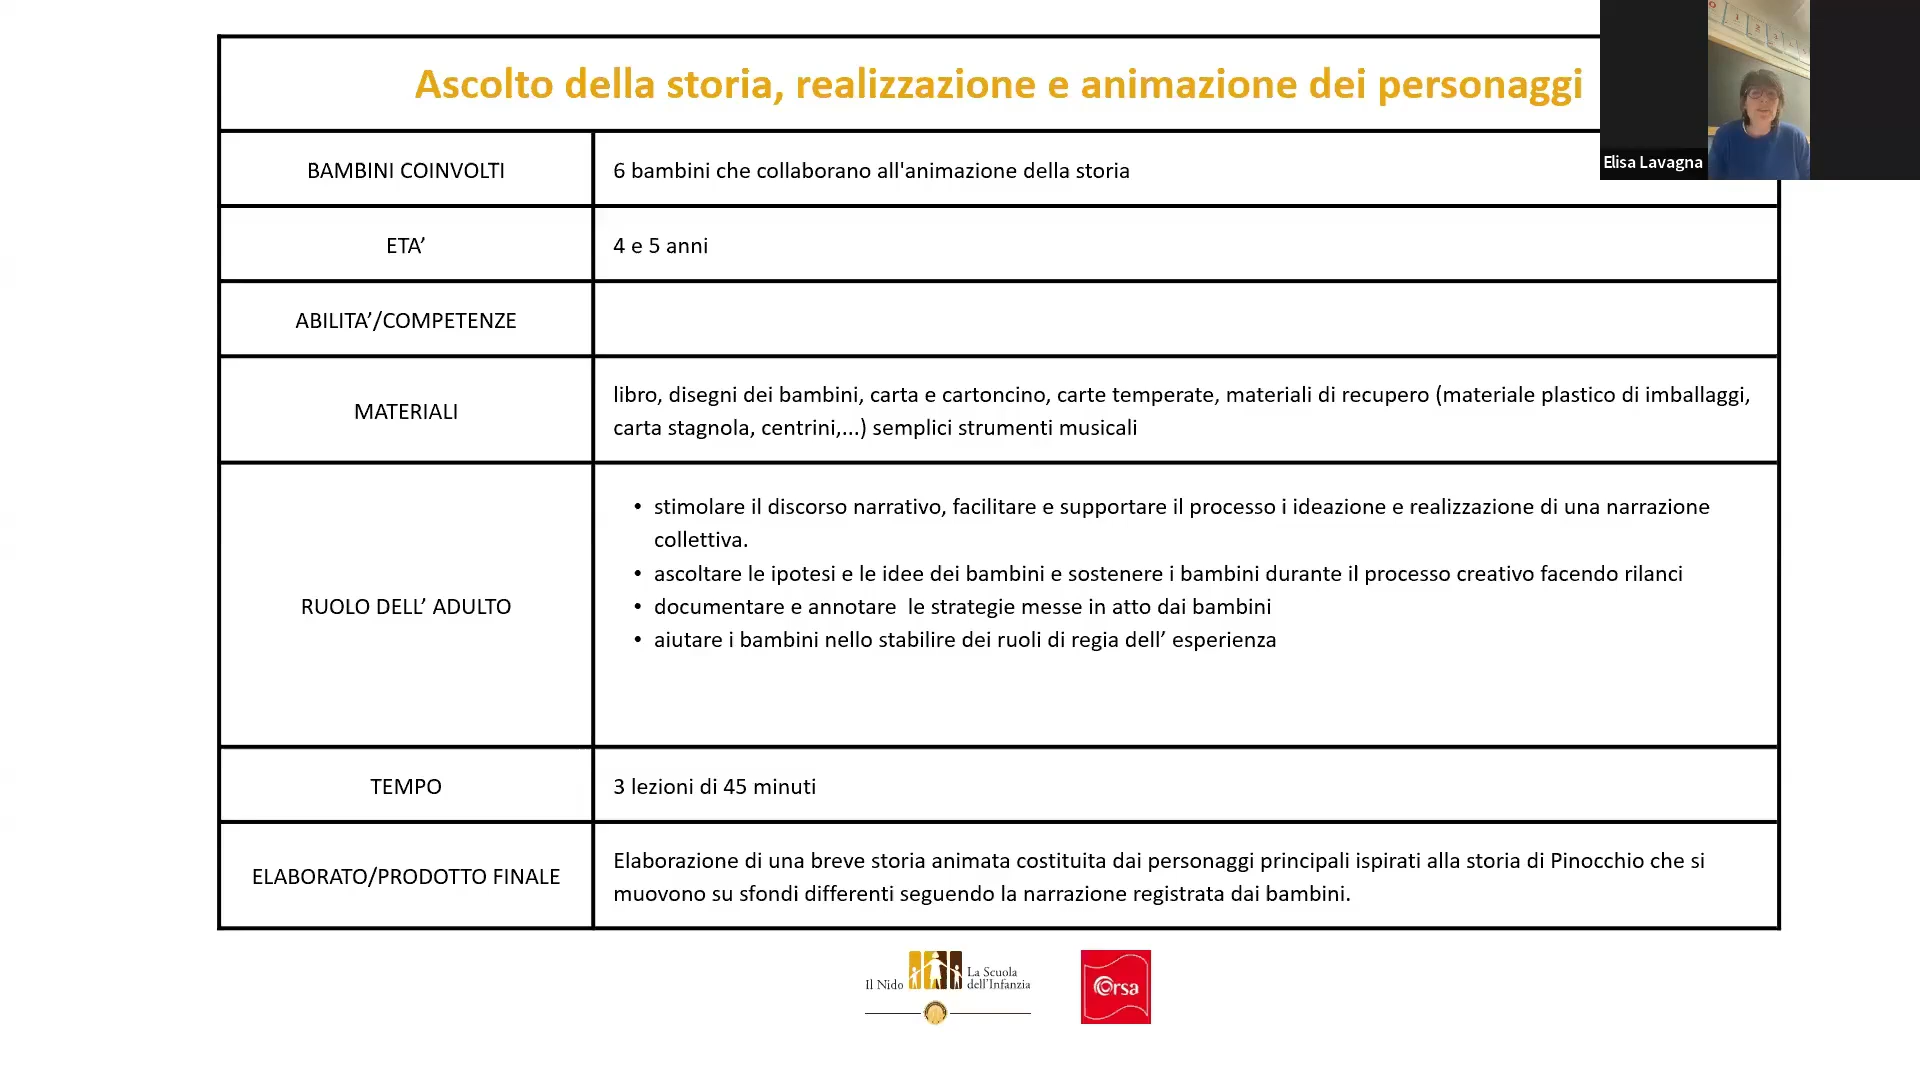 Ascolto della storia, realizzazione e animazione dei personaggi
Elisa Lavagna
BAMBINI COINVOLTI
6 bambini che collaborano all'animazione della storia
ETA’
4 e 5 anni
ABILITA’/COMPETENZE
MATERIALI
libro, disegni dei bambini, carta e cartoncino, carte temperate, materiali di recupero (materiale plastico di imballaggi,
carta stagnola, centrini,...) semplici strumenti musicali
RUOLO DELL’ ADULTO
• stimolare il discorso narrativo, facilitare e supportare il processo i ideazione e realizzazione di una narrazione
collettiva.
• ascoltare le ipotesi e le idee dei bambini e sostenere i bambini durante il processo creativo facendo rilanci
• documentare e annotare  le strategie messe in atto dai bambini
• aiutare i bambini nello stabilire dei ruoli di regia dell’ esperienza
TEMPO
3 lezioni di 45 minuti
ELABORATO/PRODOTTO FINALE
Elaborazione di una breve storia animata costituita dai personaggi principali ispirati alla storia di Pinocchio che si
muovono su sfondi differenti seguendo la narrazione registrata dai bambini.
Il Nido
La Scuola
dell'Infanzia
Orsa